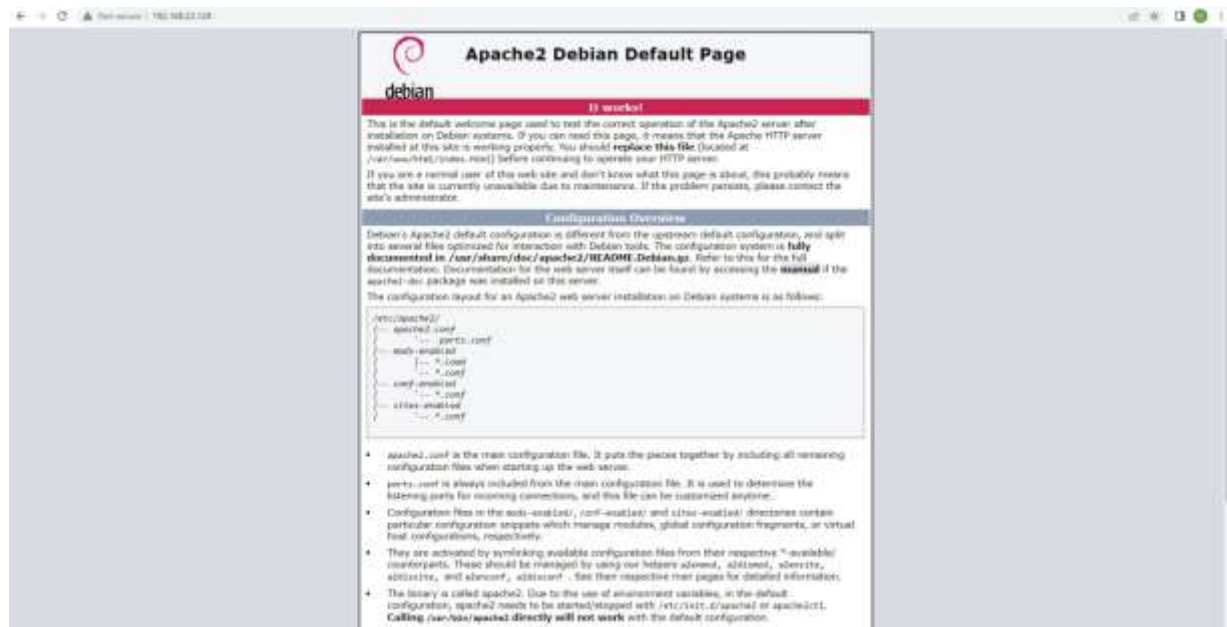 Not secure | 192.168.22.128
debian
Apache2 Debian Default Page
It works!
This is the default welcome page used to test the correct operation of the Apache2 server after
installation on Debian systems. If you can read this page, it means that the Apache HTTP server
installed at this site is working properly. You should replace this file (located at
/var/www/html/index.html) before continuing to operate your HTTP server.
If you are a normal user of this web site and don't know what this page is about, this probably means
that the site is currently unavailable due to maintenance. If the problem persists, please contact the
site's administrator.
Configuration Overview
Debian's Apache2 default configuration is different from the upstream default configuration, and split
into several files optimized for interaction with Debian tools. The configuration system is fully
documented in /usr/share/doc/apache2/README.Debian.gz. Refer to this for the full
documentation. Documentation for the web server itself can be found by accessing the manual if the
apache2-doc package was installed on this server.
The configuration layout for an Apache2 web server installation on Debian systems is as follows:
/etc/apache2/
|-- apache2.conf
|       `-- ports.conf
|-- mods-enabled
|       |-- *.load
|       `-- *.conf
|-- conf-enabled
|       `-- *.conf
|-- sites-enabled
|       `-- *.conf
• apache2.conf is the main configuration file. It puts the pieces together by including all remaining
configuration files when starting up the web server.
• ports.conf is always included from the main configuration file. It is used to determine the
listening ports for incoming connections, and this file can be customized anytime.
• Configuration files in the mods-enabled/, conf-enabled/ and sites-enabled/ directories contain
particular configuration snippets which manage modules, global configuration fragments, or virtual
host configurations, respectively.
• They are activated by symlinking available configuration files from their respective *-available/
counterparts. These should be managed by using our helpers a2enmod, a2dismod, a2ensite,
a2dissite, and a2enconf, a2disconf . See their respective man pages for detailed information.
• The binary is called apache2. Due to the use of environment variables, in the default
configuration, apache2 needs to be started/stopped with /etc/init.d/apache2 or apache2ctl.
Calling /usr/bin/apache2 directly will not work with the default configuration.